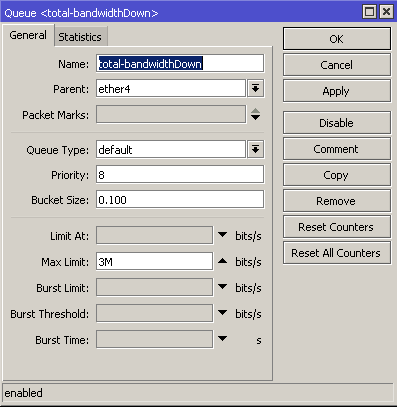 Queue <total-bandwidthDown>
General Statistics
Name: total-bandwidthDown
Parent: ether4
Packet Marks:
Queue Type: default
Priority: 8
Bucket Size: 0.100
Limit At: bits/s
Max Limit: 3M bits/s
Burst Limit: bits/s
Burst Threshold: bits/s
Burst Time: s
OK
Cancel
Apply
Disable
Comment
Copy
Remove
Reset Counters
Reset All Counters
enabled